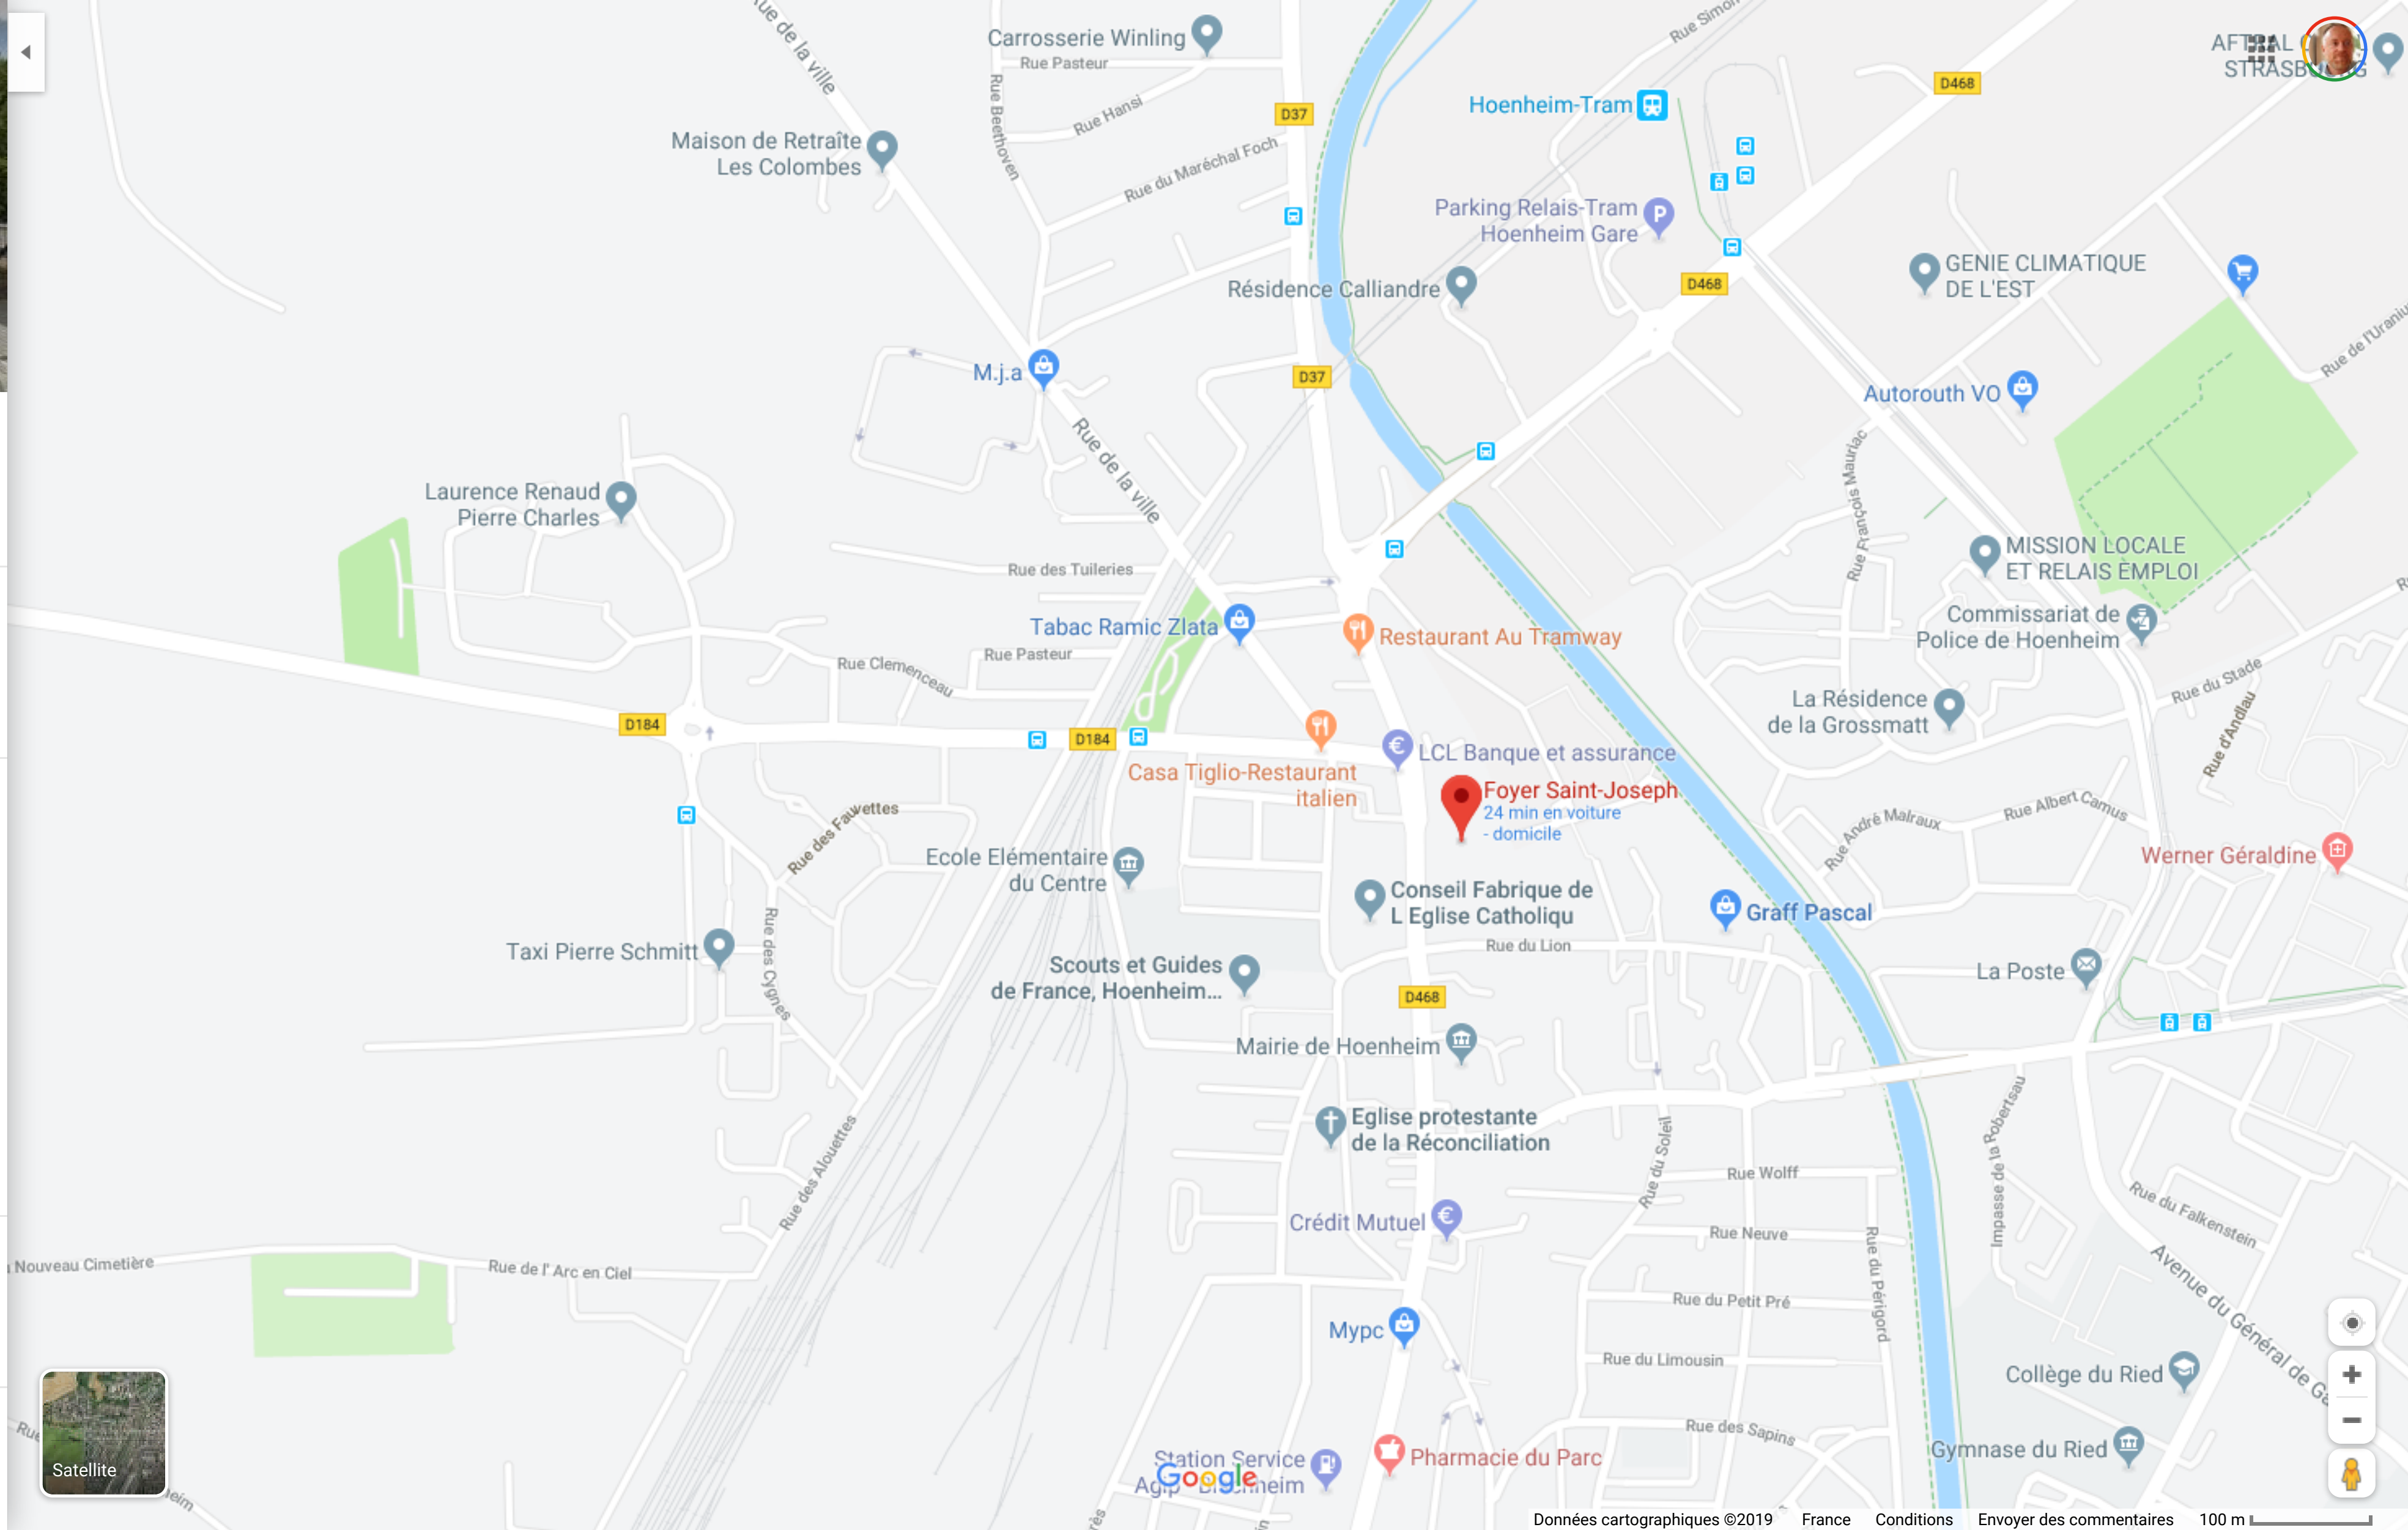 Rue de la ville
Carrosserie Winling
Rue Pasteur
Rue Hansi
Rue Beethoven
D37
Rue du Maréchal Foch
Maison de Retraîte
Les Colombes
Hoenheim-Tram
D468
Parking Relais-Tram
Hoenheim Gare
D468
GENIE CLIMATIQUE
DE L'EST
Résidence Calliandre
M.j.a
D37
Autorouth VO
Rue de la ville
Rue François Mauriac
Laurence Renaud
Pierre Charles
MISSION LOCALE
ET RELAIS EMPLOI
Rue des Tuileries
Tabac Ramic Zlata
Restaurant Au Tramway
Commissariat de
Police de Hoenheim
Rue Pasteur
Rue Clemenceau
Rue du Stade
Rue d'Andlau
La Résidence
de la Grossmatt
D184
D184
LCL Banque et assurance
Casa Tiglio-Restaurant
italien
Foyer Saint-Joseph
24 min en voiture
- domicile
Rue des Fauvettes
Rue André Malraux
Rue Albert Camus
Werner Géraldine
Ecole Elémentaire
du Centre
Conseil Fabrique de
L Eglise Catholiqu
Graff Pascal
Rue du Lion
Taxi Pierre Schmitt
Rue des Cygnes
Scouts et Guides
de France, Hoenheim...
La Poste
D468
Mairie de Hoenheim
Eglise protestante
de la Réconciliation
Rue du Soleil
Impasse de la Robertsau
Rue des Alouettes
Rue Wolff
Crédit Mutuel
Rue Neuve
Rue du Falkenstein
Nouveau Cimetière
Rue de l' Arc en Ciel
Rue du Périgord
Avenue du Général de
Rue du Petit Pré
Mypc
Rue du Limousin
Collège du Ried
Rue des Sapins
Gymnase du Ried
Satellite
Station Service
Google
Pharmacie du Parc
Données cartographiques ©2019 France Conditions Envoyer des commentaires 100 m